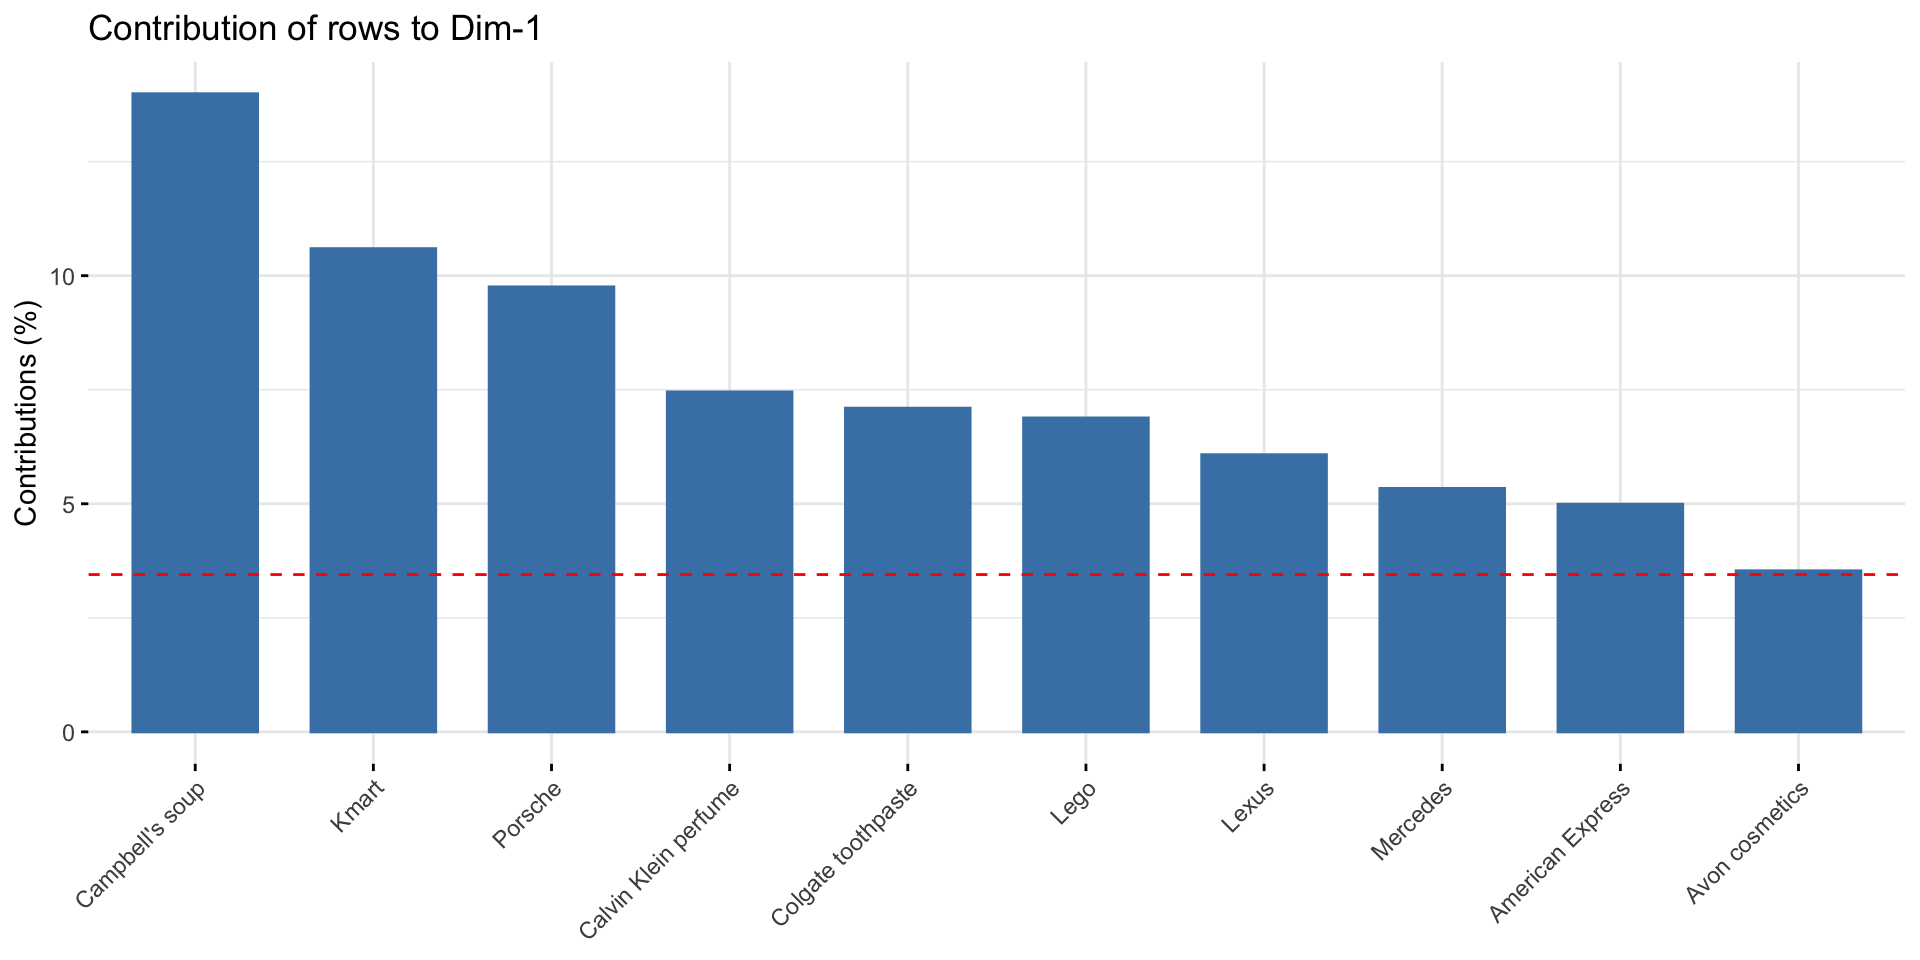 Contribution of rows to Dim-1
Contributions (%)
10
5
0
Campbell's soup
Kmart
Porsche
Calvin Klein perfume
Colgate toothpaste
Lego
Lexus
Mercedes
American Express
Avon cosmetics